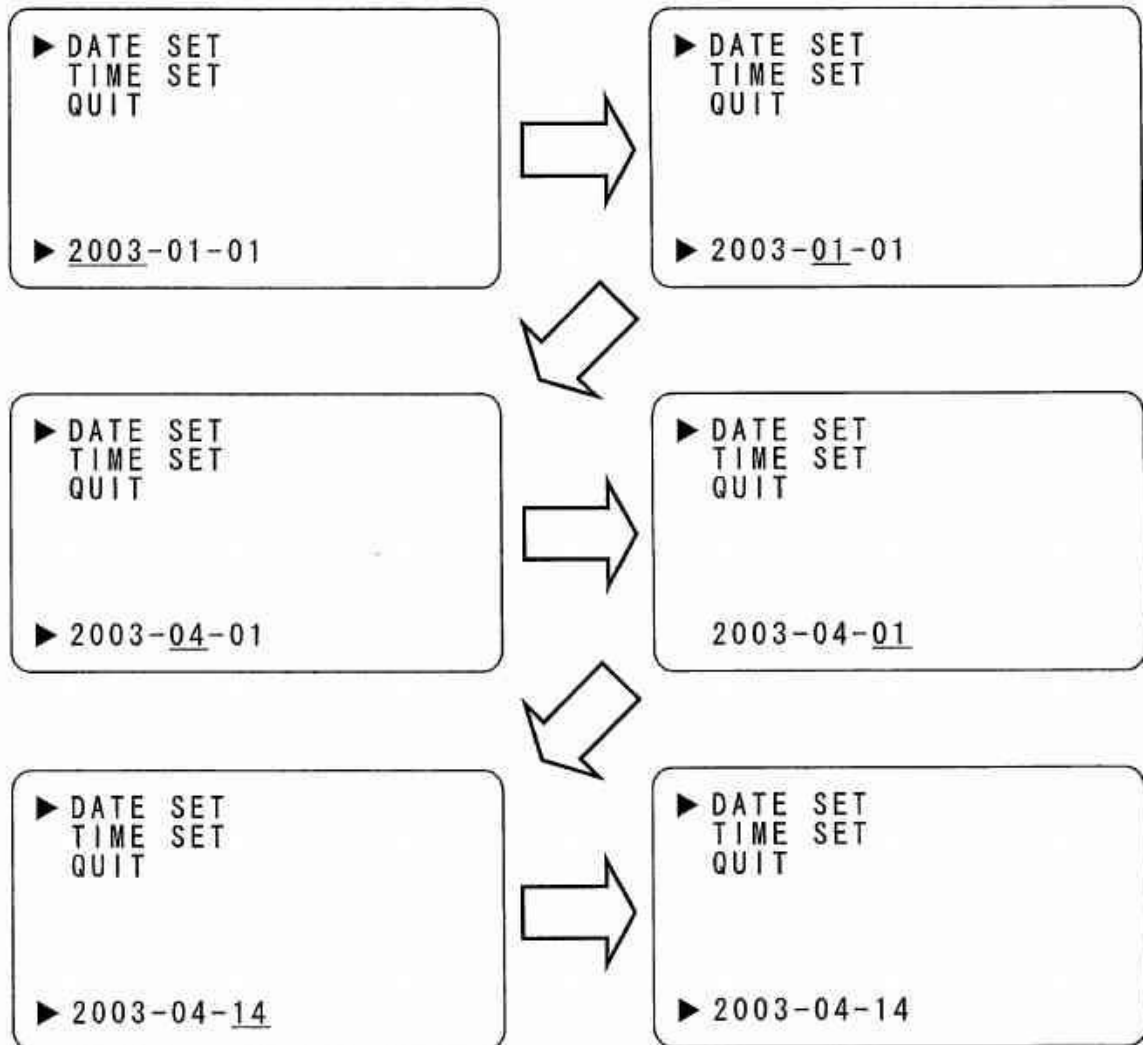 ▶ DATE SET
TIME SET
QUIT
▶ 2003-01-01
▶ DATE SET
TIME SET
QUIT
▶ 2003-01-01
▶ DATE SET
TIME SET
QUIT
▶ 2003-04-01
▶ DATE SET
TIME SET
QUIT
2003-04-01
▶ DATE SET
TIME SET
QUIT
▶ 2003-04-14
▶ DATE SET
TIME SET
QUIT
▶ 2003-04-14